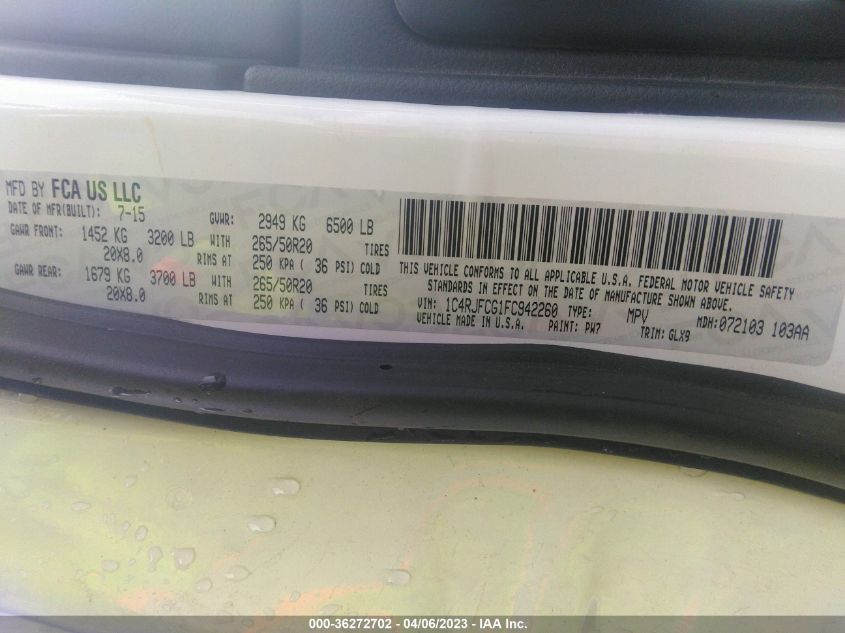 MFD BY FCA US LLC
DATE OF MFR(BUILT): 7-15 GVWR: 2949 KG 6500 LB
GAWR FRONT: 1452 KG 3200 LB WITH 265/50R20 TIRES
20X8.0 RIMS AT 250 KPA ( 36 PSI) COLD
GAWR REAR: 1679 KG 3700 LB WITH 265/50R20 TIRES
20X8.0 RIMS AT 250 KPA ( 36 PSI) COLD
THIS VEHICLE CONFORMS TO ALL APPLICABLE U.S.A. FEDERAL MOTOR VEHICLE SAFETY
STANDARDS IN EFFECT ON THE DATE OF MANUFACTURE SHOWN ABOVE.
VIN: 1C4RJFCG1FC942260 TYPE: MPV MDH:072103 103AA
VEHICLE MADE IN U.S.A. PAINT: PW7 TRIM: GLX9
000-36272702 - 04/06/2023 - IAA Inc.